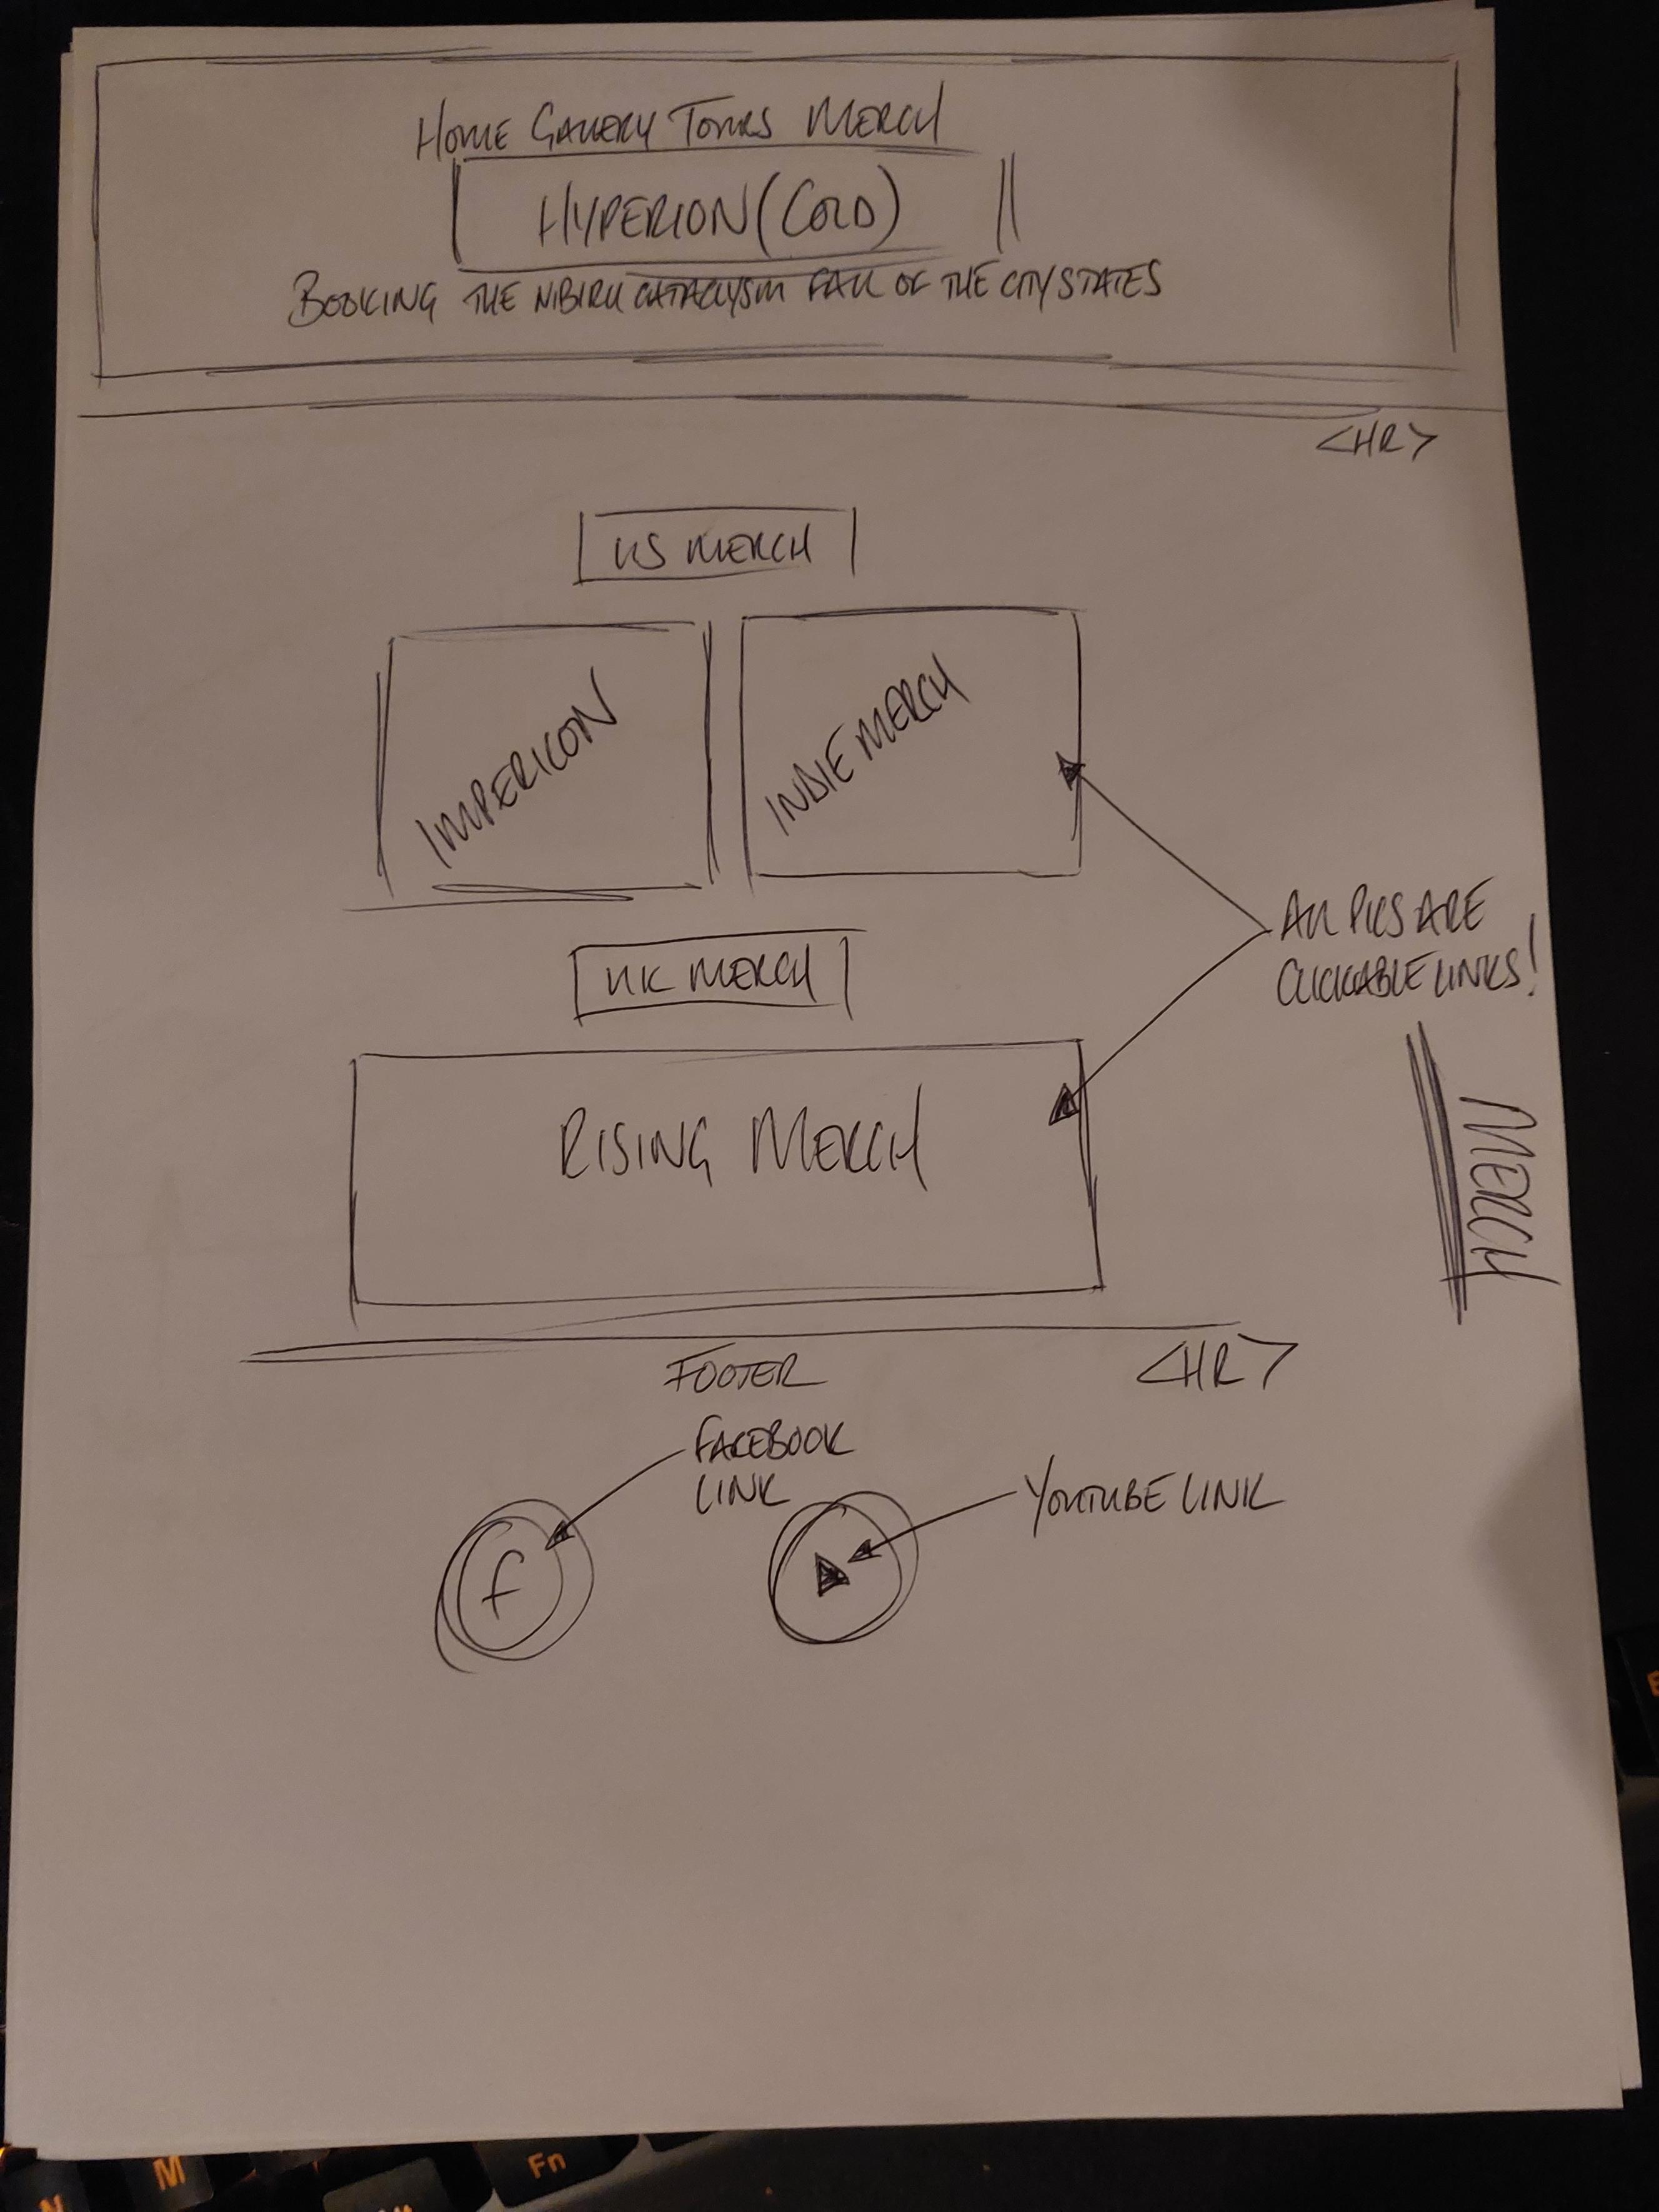 HOME GALLERY TOURS MERCH
HYPERION (COLD)
BOOKING THE NIBIRU CATACLYSM FALL OF THE CITY STATES
<HR>
US MERCH
IMPERICON
INDIE MERCH
ALL PICS ARE
CLICKABLE LINKS!
UK MERCH
RISING MERCH
MERCH
<HR>
FOOTER
FACEBOOK
LINK
YOUTUBE LINK
f
M
Fn
N